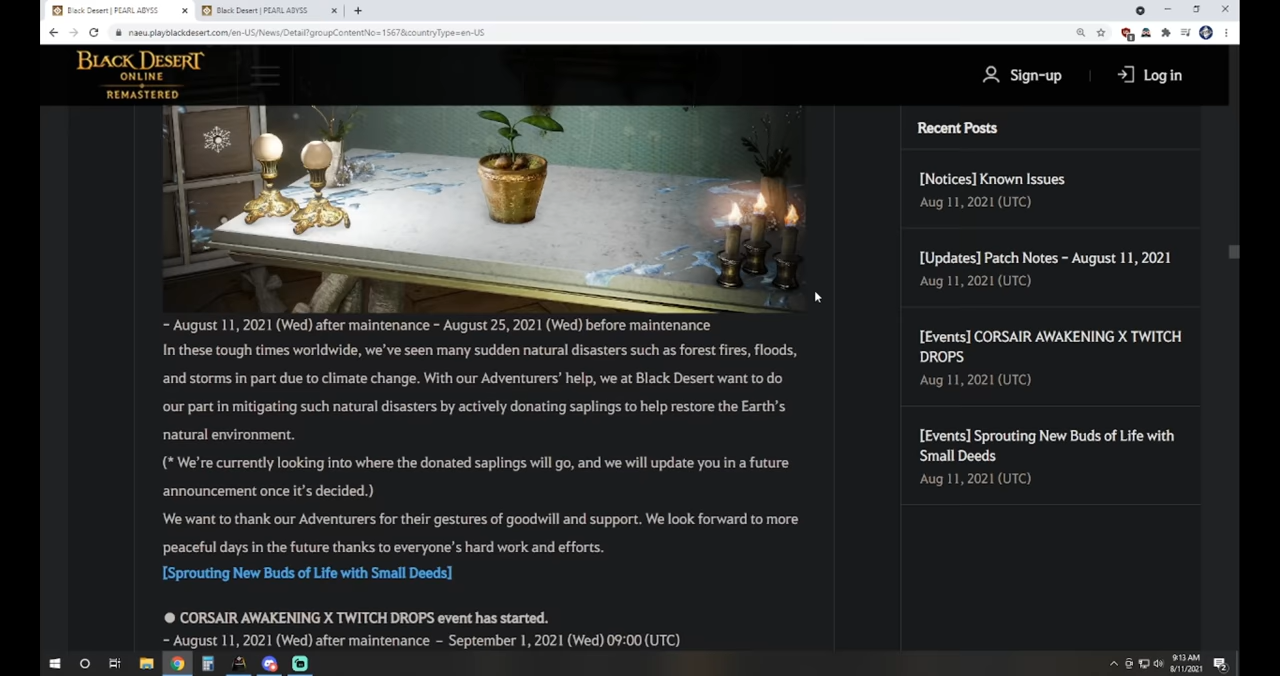 Black Desert | PEARL ABYSS
Black Desert | PEARL ABYSS
naeu.playblackdesert.com/en-US/News/Detail?groupContentNo=1567&countryType=en-US
BLACK DESERT
ONLINE
REMASTERED
Sign-up
Log in
- August 11, 2021 (Wed) after maintenance - August 25, 2021 (Wed) before maintenance
In these tough times worldwide, we've seen many sudden natural disasters such as forest fires, floods,
and storms in part due to climate change. With our Adventurers' help, we at Black Desert want to do
our part in mitigating such natural disasters by actively donating saplings to help restore the Earth's
natural environment.
(* We're currently looking into where the donated saplings will go, and we will update you in a future
announcement once it's decided.)
We want to thank our Adventurers for their gestures of goodwill and support. We look forward to more
peaceful days in the future thanks to everyone's hard work and efforts.
[Sprouting New Buds of Life with Small Deeds]
● CORSAIR AWAKENING X TWITCH DROPS event has started.
- August 11, 2021 (Wed) after maintenance – September 1, 2021 (Wed) 09:00 (UTC)
Recent Posts
[Notices] Known Issues
Aug 11, 2021 (UTC)
[Updates] Patch Notes – August 11, 2021
Aug 11, 2021 (UTC)
[Events] CORSAIR AWAKENING X TWITCH
DROPS
Aug 11, 2021 (UTC)
[Events] Sprouting New Buds of Life with
Small Deeds
Aug 11, 2021 (UTC)
9:13 AM
8/11/2021